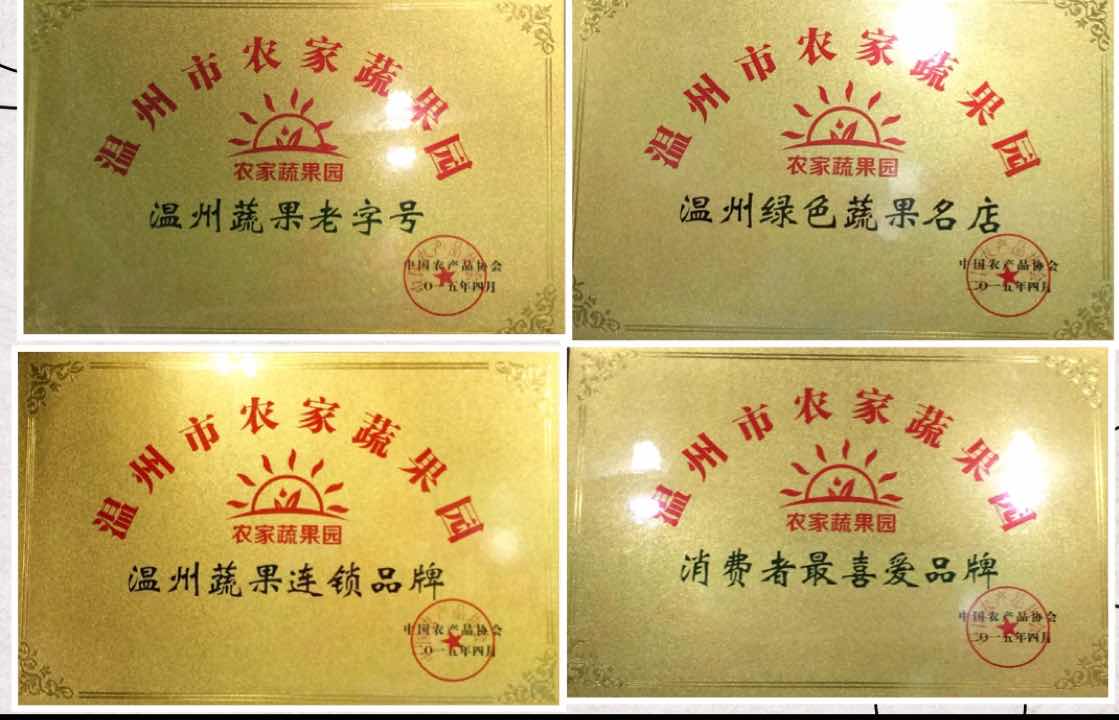 温州市农家蔬果园
农家蔬果园
温州蔬果老字号
中国农产品协会
二〇一五年四月
温州市农家蔬果园
农家蔬果园
温州绿色蔬果名店
中国农产品协会
二〇一五年四月
温州市农家蔬果园
农家蔬果园
温州蔬果连锁品牌
中国农产品协会
二〇一五年四月
温州市农家蔬果园
农家蔬果园
消费者最喜爱品牌
中国农产品协会
二〇一五年四月